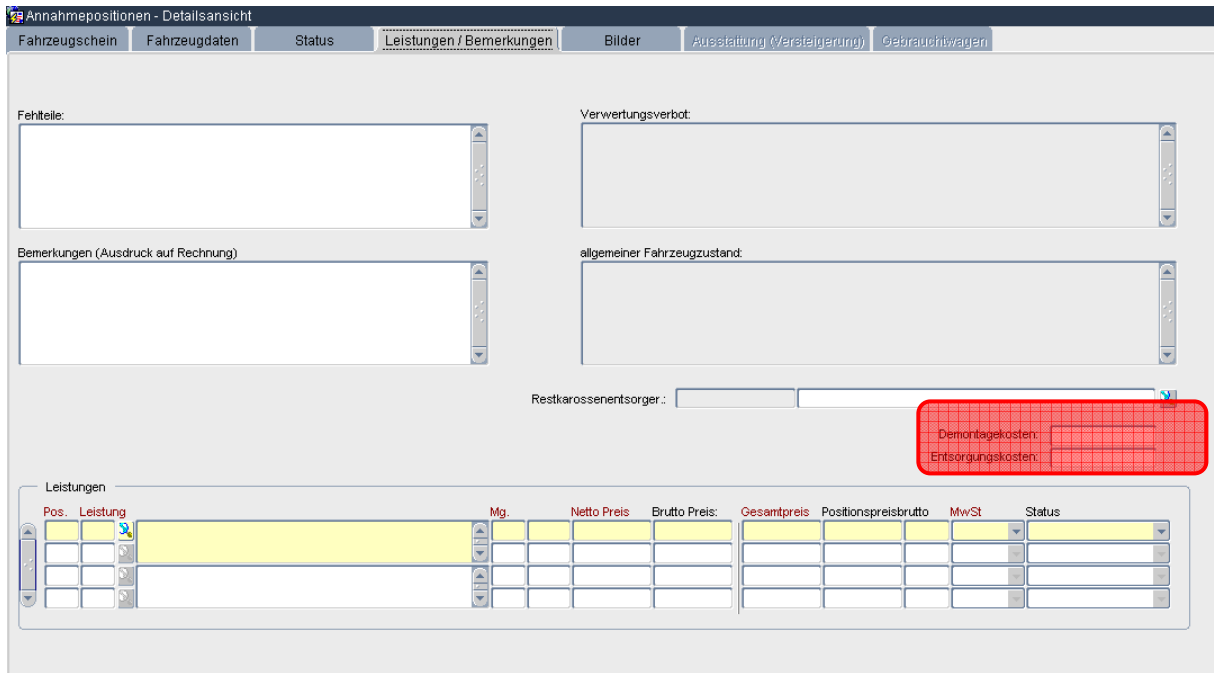 Annahmepositionen - Detailsansicht
Fahrzeugschein Fahrzeugdaten Status Leistungen / Bemerkungen Bilder Ausstattung (Versteigerung) Gebrauchtwagen
Fehlteile: Verwertungsverbot:
Bemerkungen (Ausdruck auf Rechnung) allgemeiner Fahrzeugzustand:
Restkarossenentsorger.:
Demontagekosten:
Entsorgungskosten:
Leistungen
Pos. Leistung Mg. Netto Preis Brutto Preis: Gesamtpreis Positionspreisbrutto MwSt Status